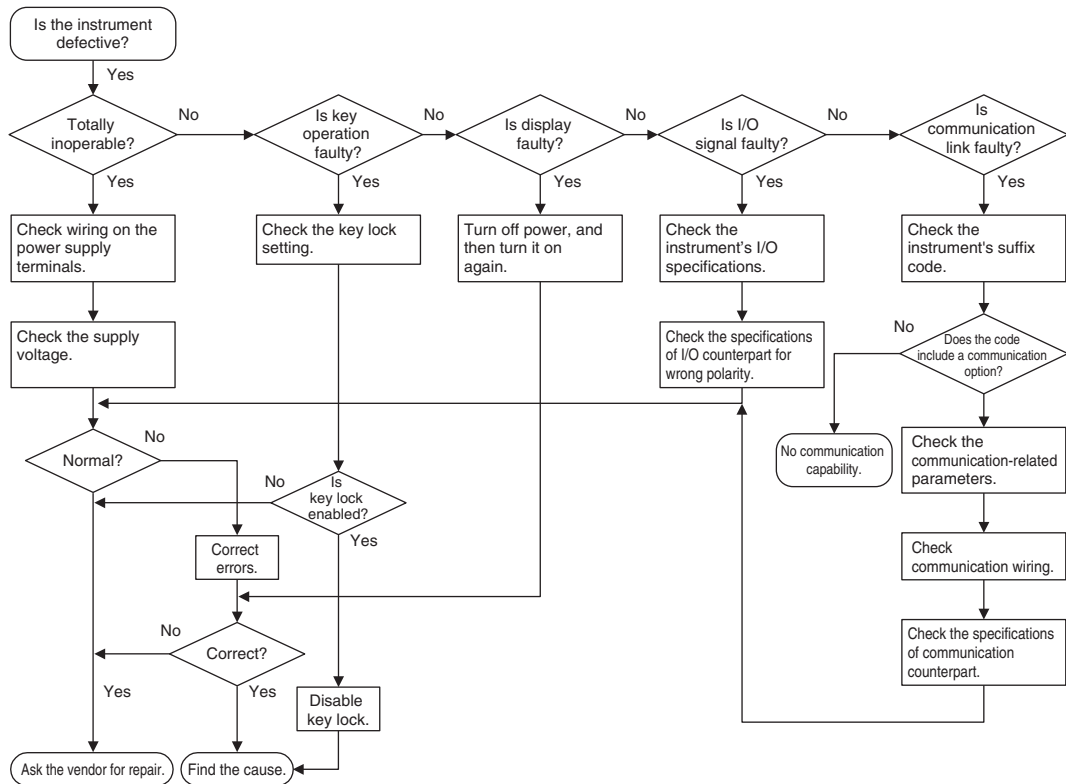 Is the instrument
defective?
Yes
Totally
inoperable?
No
Is key
operation
faulty?
No
Is display
faulty?
No
Is I/O
signal faulty?
No
Is
communication
link faulty?
Yes
Yes
Yes
Yes
Yes
Check wiring on the
power supply
terminals.
Check the key lock
setting.
Turn off power, and
then turn it on
again.
Check the
instrument's I/O
specifications.
Check the
instrument's suffix
code.
Check the supply
voltage.
Check the specifications
of I/O counterpart for
wrong polarity.
No
Does the code
include a communication
option?
Yes
No communication
capability.
Check the
communication-related
parameters.
Normal?
No
No
Is
key lock
enabled?
Yes
Correct
errors.
Check
communication wiring.
No
Correct?
Yes
Yes
Check the specifications
of communication
counterpart.
Disable
key lock.
Ask the vendor for repair.
Find the cause.